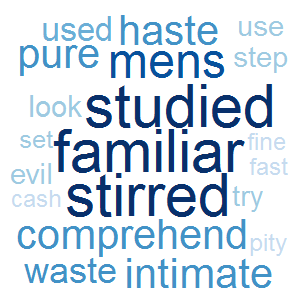 used haste use
pure mens step
look studied
set familiar fine
evil stirred fast
cash try
comprehend pity
waste intimate